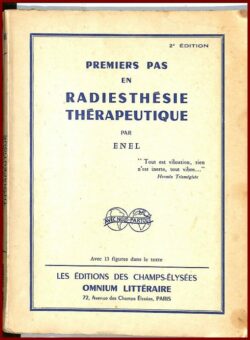 2e ÉDITION
PREMIERS PAS
EN
RADIESTHÉSIE
THÉRAPEUTIQUE
PAR
ENEL
" Tout est vibration, rien
n'est inerte, tout vibre... "
Hermès Trismégiste
Avec 13 figures dans le texte
LES ÉDITIONS DES CHAMPS-ÉLYSÉES
OMNIUM LITTÉRAIRE
72, Avenue des Champs Élysées, PARIS